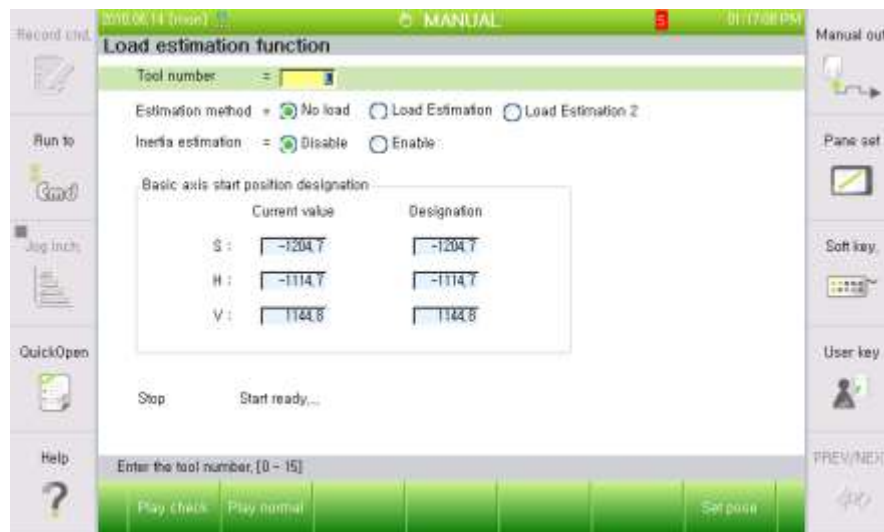 2010.06.14 (mon) MANUAL S 01:17:08 PM
Load estimation function
Record cmd.
Run to
Jog inch.
QuickOpen
Help
Tool number =
Estimation method = No load Load Estimation Load Estimation 2
Inertia estimation = Disable Enable
Basic axis start position designation
Current value Designation
S : -1204,7 -1204,7
H : -1114,7 -1114,7
V : 1144,8 1144,8
Stop Start ready,...
Enter the tool number, [0 ~ 15]
Play check Play normal Set pose
Manual out
Pane set
Soft key,
User key
PREV/NEX